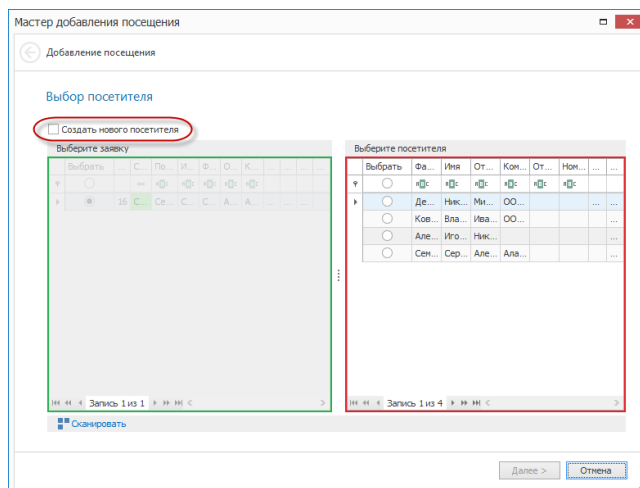 Мастер добавления посещения
Добавление посещения
Выбор посетителя
Создать нового посетителя
Выберите заявку
Выберите посетителя
Выбрать ... С... По... И... Ф... О... К... ... ... ...
16 С... Се... С... С... А... А... ... ... ...
Выбрать Фа... Имя От... Ком... От... Ном... ... ...
Де... Ник... Ми... ОО... ... ...
Ков... Вла... Ива... ОО... ...
Але... Иго... Ник... ...
Сем... Сер... Але... Ала... ...
Запись 1 из 1
Запись 1 из 4
Сканировать
Далее >
Отмена